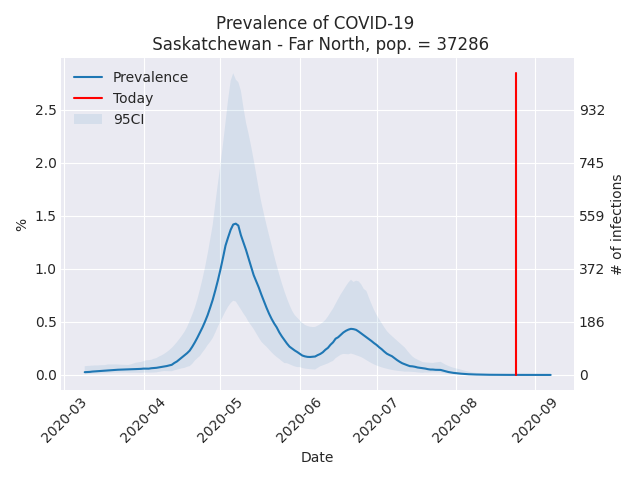 Prevalence of COVID-19
Saskatchewan - Far North, pop. = 37286
Prevalence
Today
95CI
2.5
2.0
1.5
1.0
0.5
0.0
%
932
745
559
372
186
0
# of infections
2020-03
2020-04
2020-05
2020-06
2020-07
2020-08
2020-09
Date